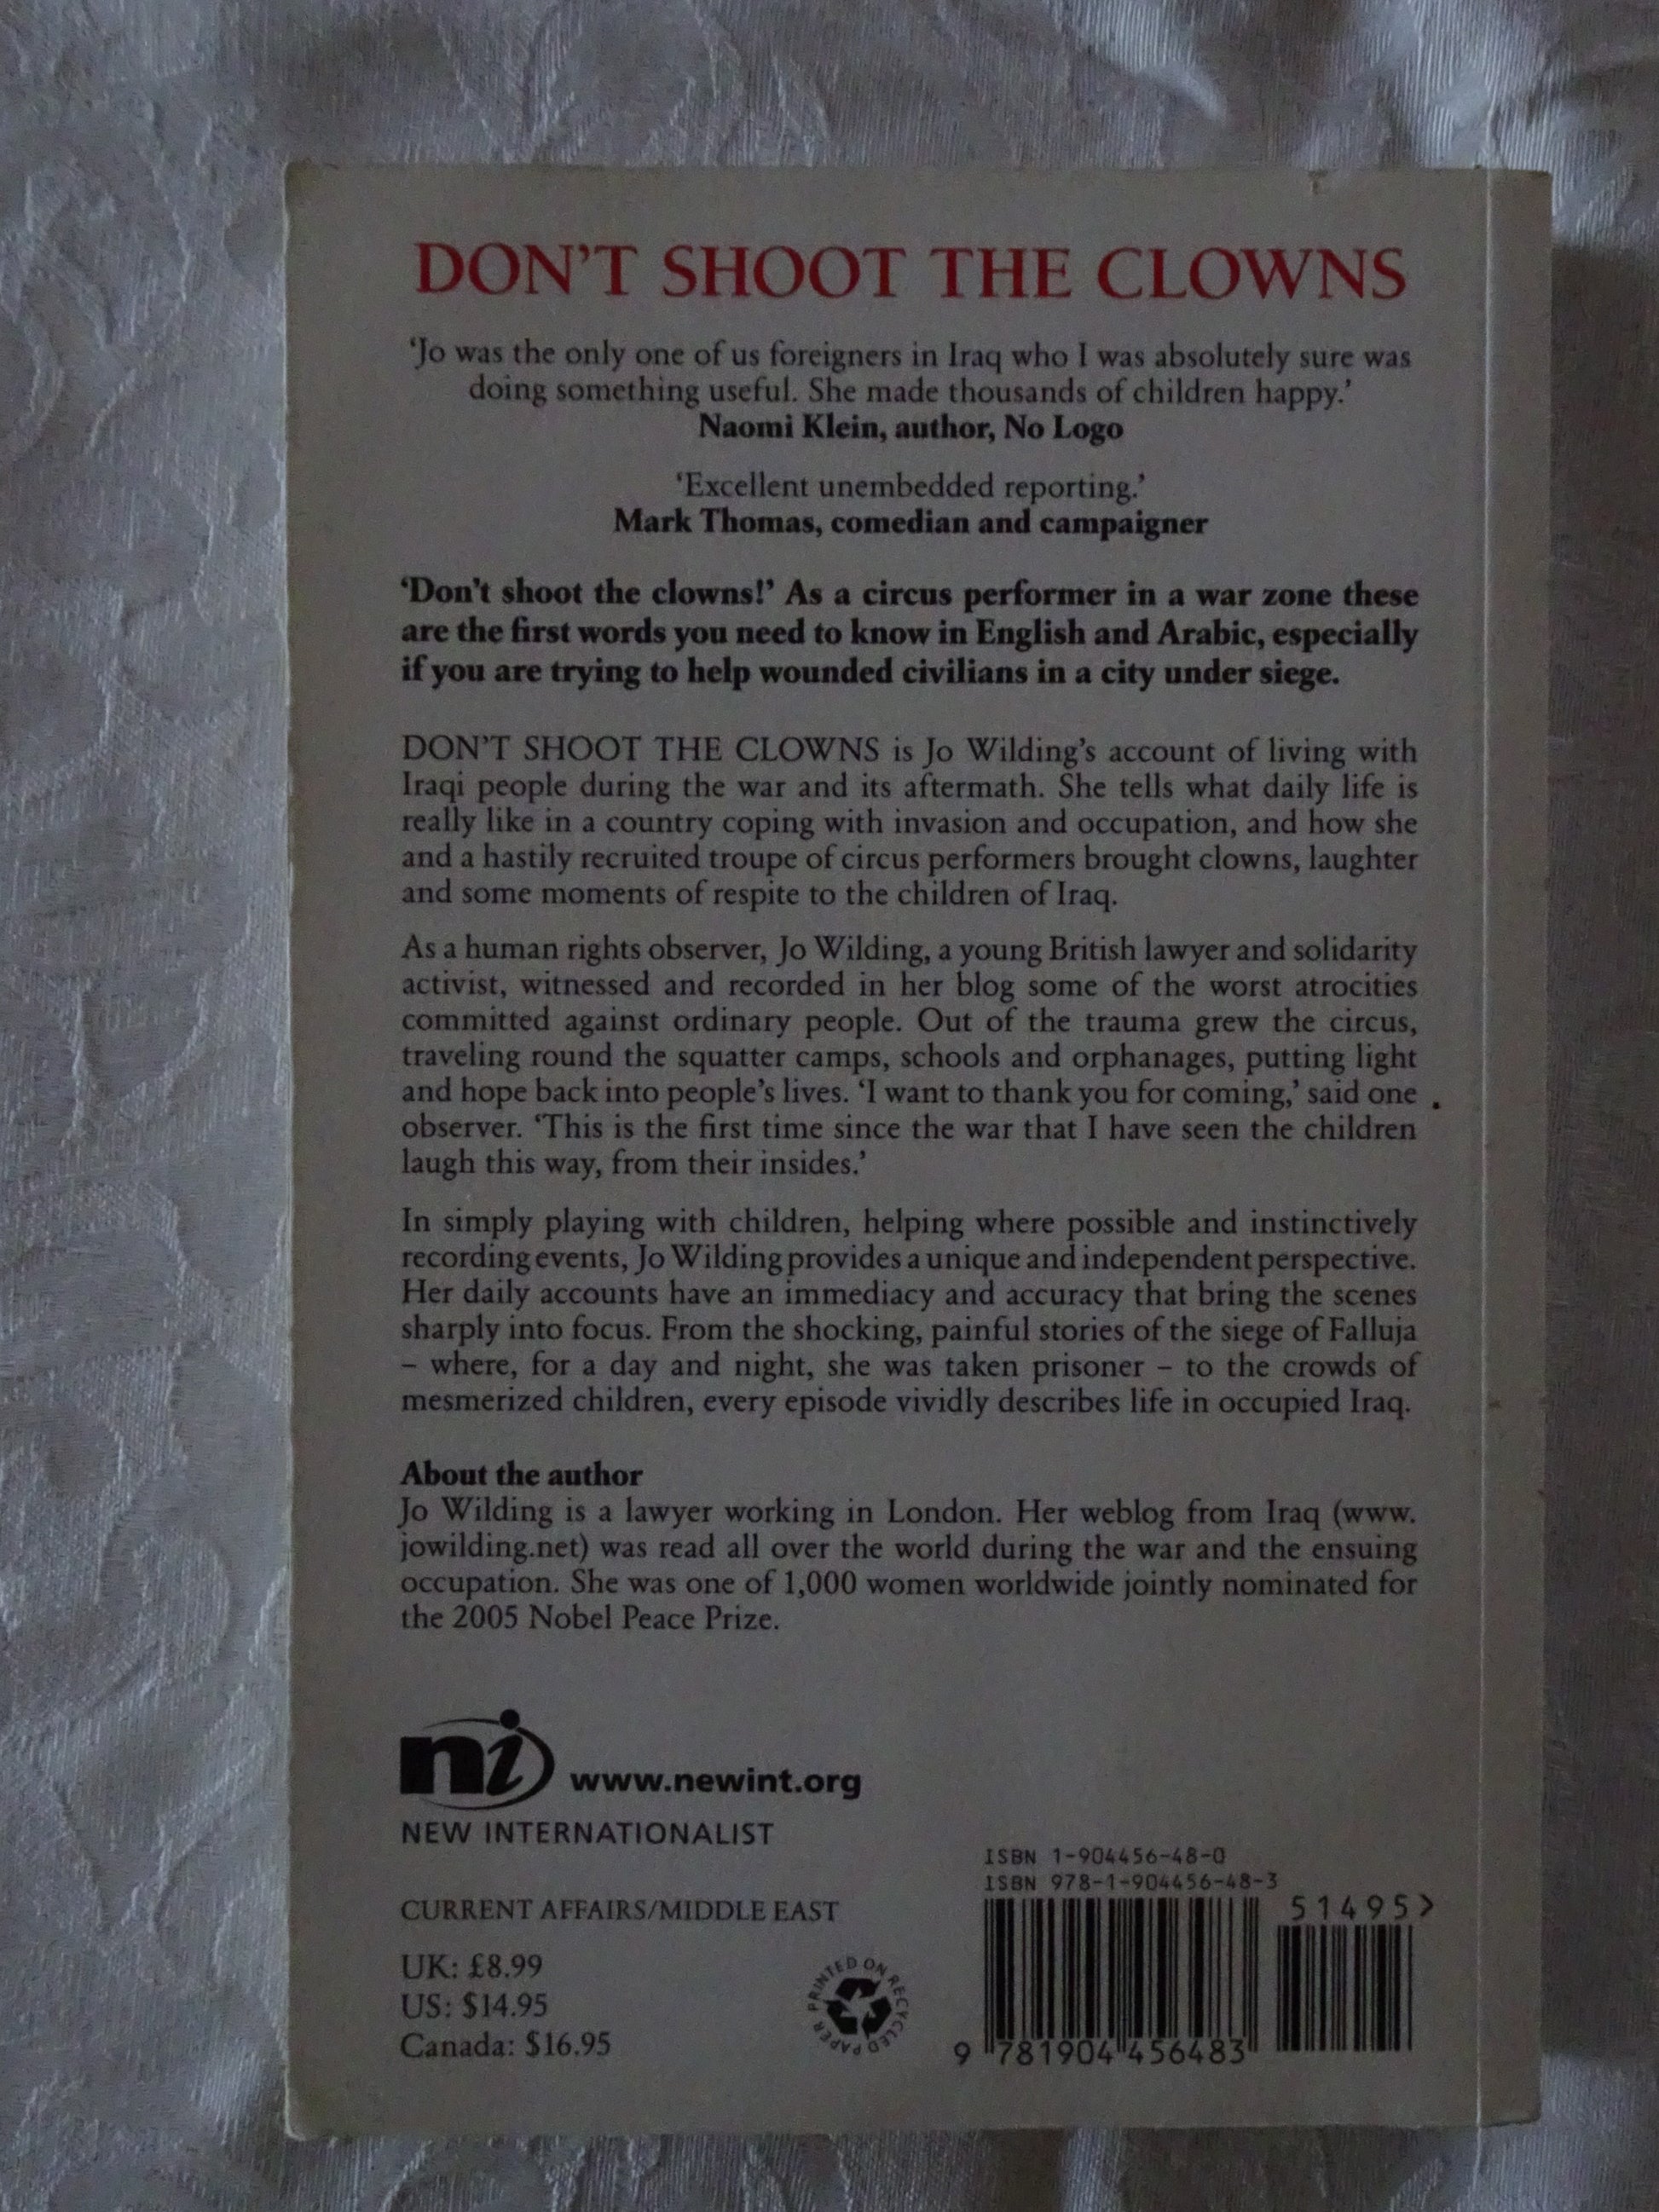 DON'T SHOOT THE CLOWNS
'Jo was the only one of us foreigners in Iraq who I was absolutely sure was
doing something useful. She made thousands of children happy.'
Naomi Klein, author, No Logo
'Excellent unembedded reporting.'
Mark Thomas, comedian and campaigner
'Don't shoot the clowns!' As a circus performer in a war zone these
are the first words you need to know in English and Arabic, especially
if you are trying to help wounded civilians in a city under siege.
DON'T SHOOT THE CLOWNS is Jo Wilding's account of living with
Iraqi people during the war and its aftermath. She tells what daily life is
really like in a country coping with invasion and occupation, and how she
and a hastily recruited troupe of circus performers brought clowns, laughter
and some moments of respite to the children of Iraq.
As a human rights observer, Jo Wilding, a young British lawyer and solidarity
activist, witnessed and recorded in her blog some of the worst atrocities
committed against ordinary people. Out of the trauma grew the circus,
traveling round the squatter camps, schools and orphanages, putting light
and hope back into people's lives. 'I want to thank you for coming,' said one
observer. 'This is the first time since the war that I have seen the children
laugh this way, from their insides.'
In simply playing with children, helping where possible and instinctively
recording events, Jo Wilding provides a unique and independent perspective.
Her daily accounts have an immediacy and accuracy that bring the scenes
sharply into focus. From the shocking, painful stories of the siege of Falluja
– where, for a day and night, she was taken prisoner – to the crowds of
mesmerized children, every episode vividly describes life in occupied Iraq.
About the author
Jo Wilding is a lawyer working in London. Her weblog from Iraq (www.
jowilding.net) was read all over the world during the war and the ensuing
occupation. She was one of 1,000 women worldwide jointly nominated for
the 2005 Nobel Peace Prize.
ni www.newint.org
NEW INTERNATIONALIST
CURRENT AFFAIRS/MIDDLE EAST
UK: £8.99
US: $14.95
Canada: $16.95
PRINTED ON RECYCLED PAPER
ISBN 1-904456-48-0
ISBN 978-1-904456-48-3
51495>
9 781904 456483